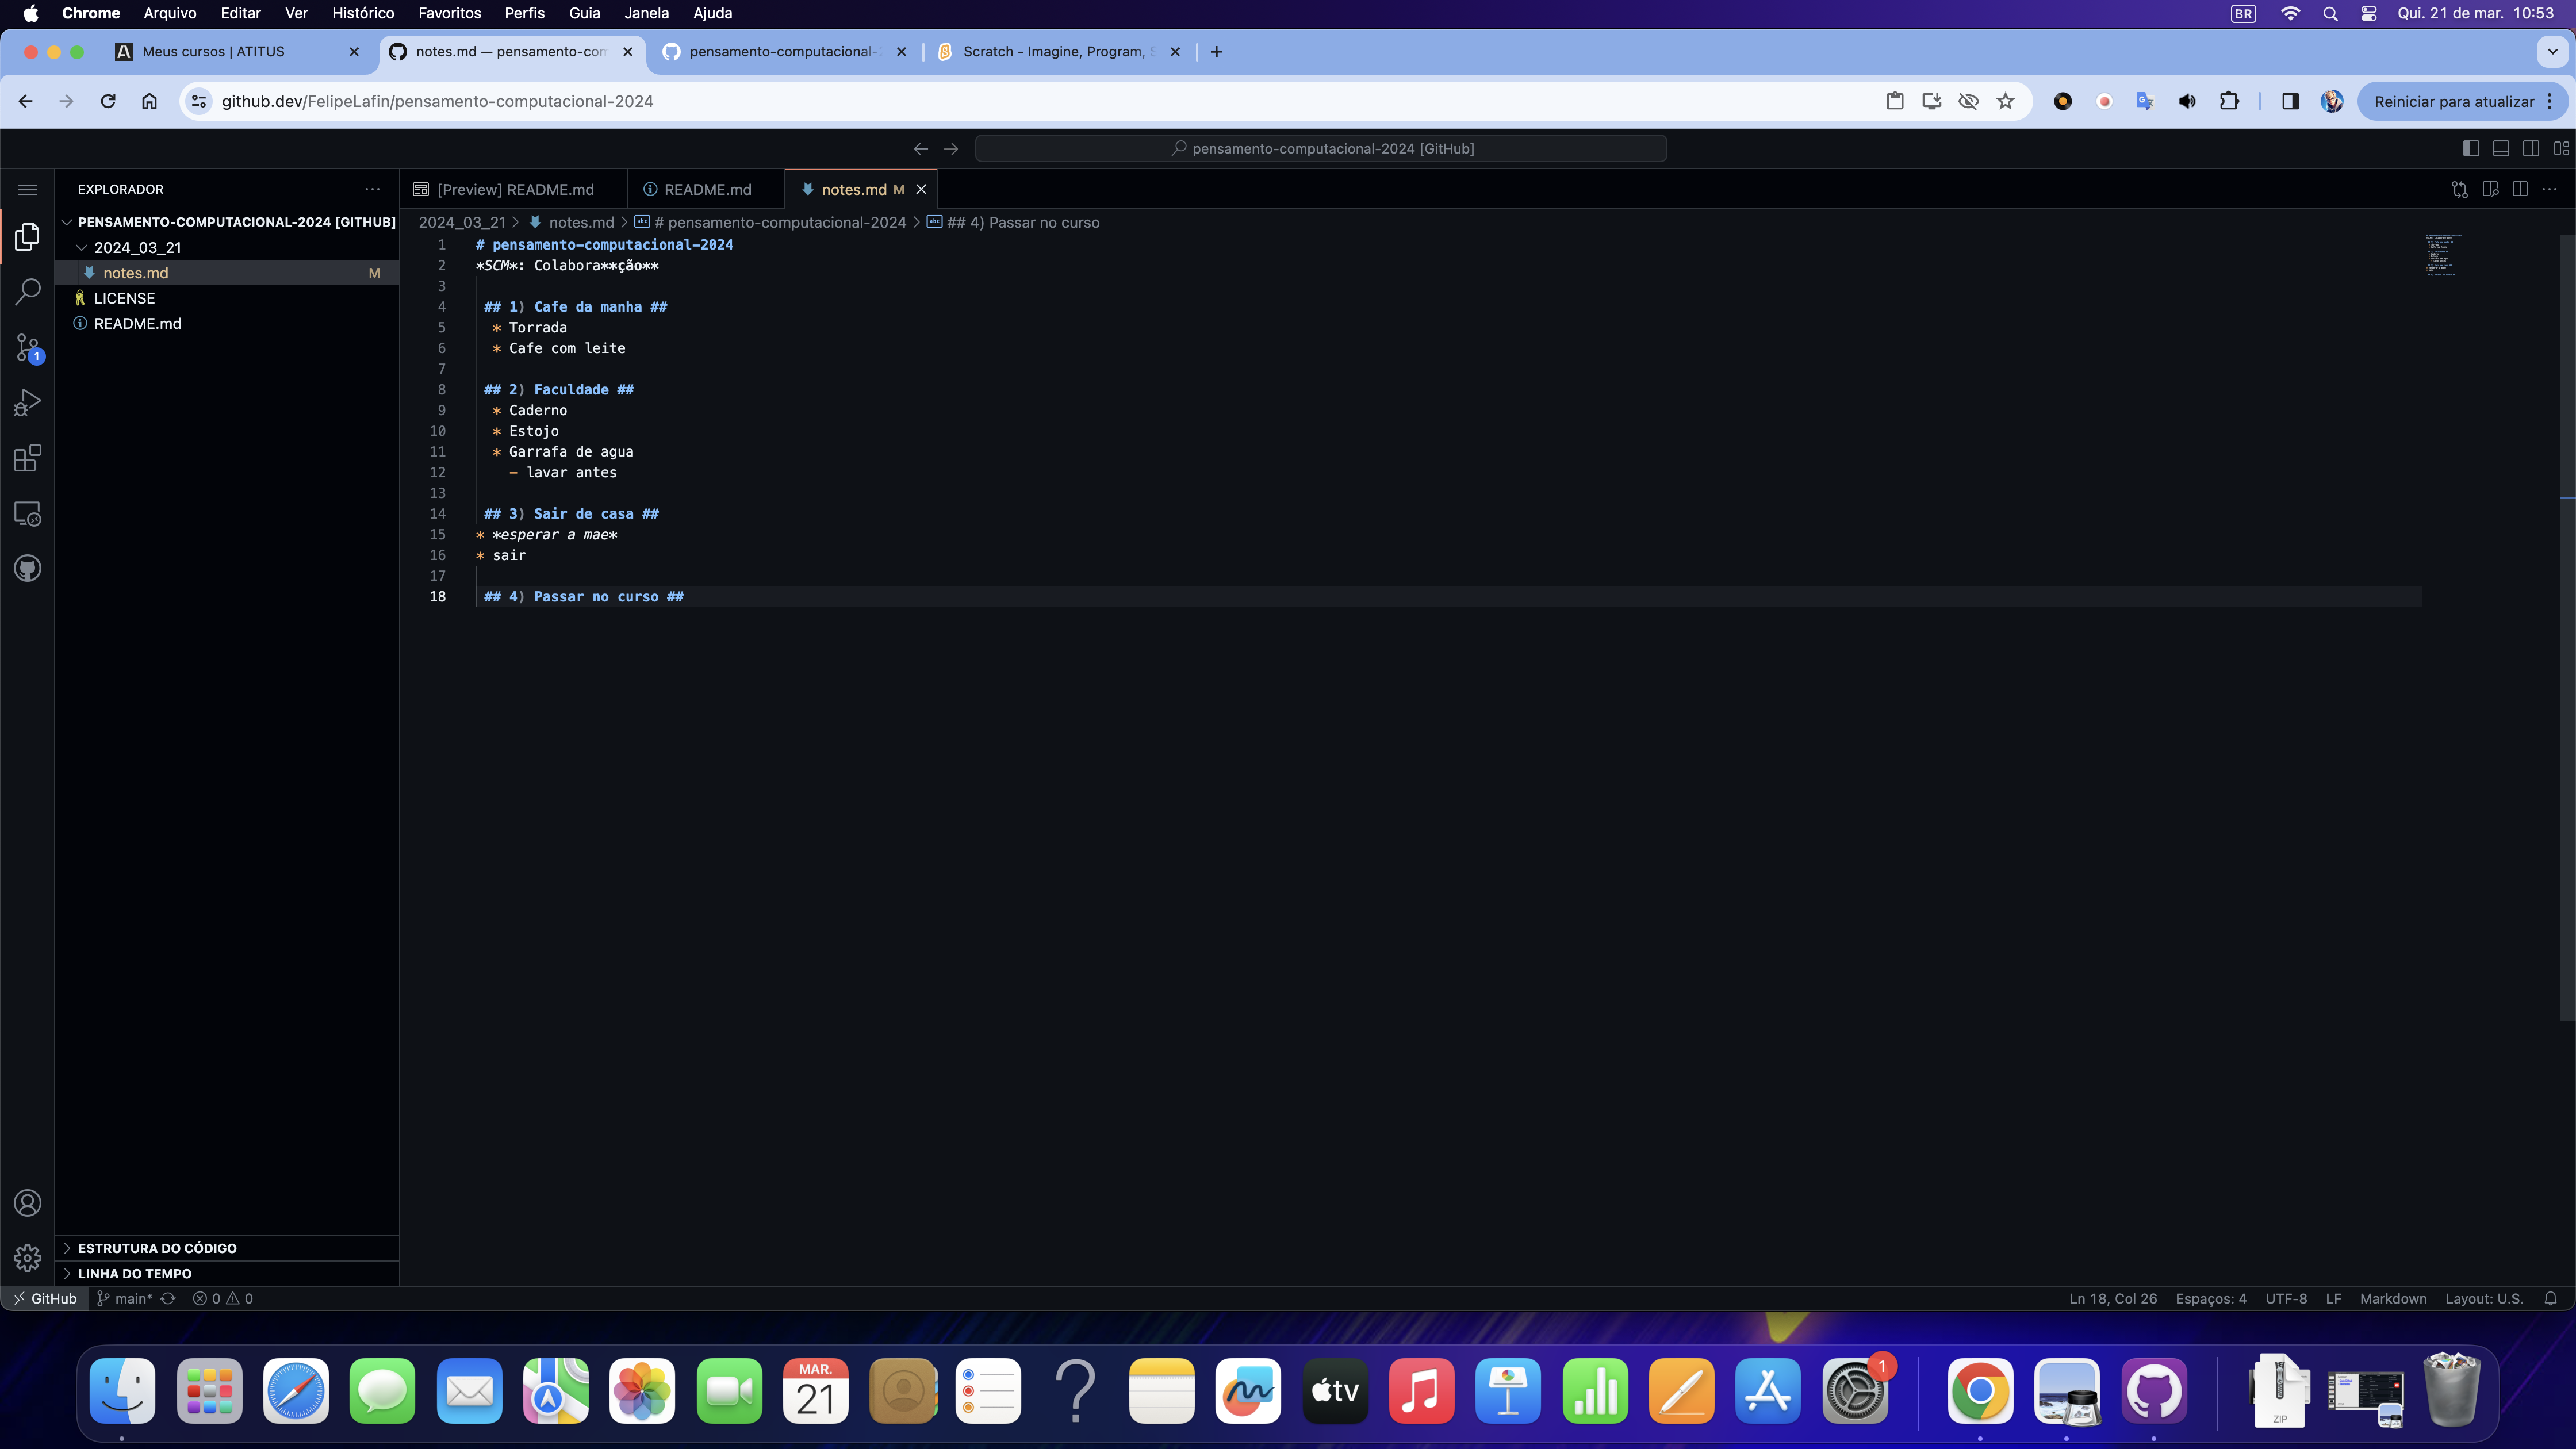 Chrome Arquivo Editar Ver Histórico Favoritos Perfis Guia Janela Ajuda BR Qui. 21 de mar. 10:53
Meus cursos | ATITUS notes.md — pensamento-com pensamento-computacional- Scratch - Imagine, Program, S
github.dev/FelipeLafin/pensamento-computacional-2024 Reiniciar para atualizar
pensamento-computacional-2024 [GitHub]
EXPLORADOR [Preview] README.md README.md notes.md M
PENSAMENTO-COMPUTACIONAL-2024 [GITHUB] 2024_03_21 > notes.md > # pensamento-computacional-2024 > ## 4) Passar no curso
2024_03_21
notes.md M
LICENSE
README.md
1
1 # pensamento-computacional-2024
2 *SCM*: Colabora**ção**
3
4 ## 1) Cafe da manha ##
5 * Torrada
6 * Cafe com leite
7
8 ## 2) Faculdade ##
9 * Caderno
10 * Estojo
11 * Garrafa de agua
12 - lavar antes
13
14 ## 3) Sair de casa ##
15 * *esperar a mae*
16 * sair
17
18 ## 4) Passar no curso ##
ESTRUTURA DO CÓDIGO
LINHA DO TEMPO
GitHub main* 0 0 Ln 18, Col 26 Espaços: 4 UTF-8 LF Markdown Layout: U.S.
MAR.
21
tv
1
ZIP